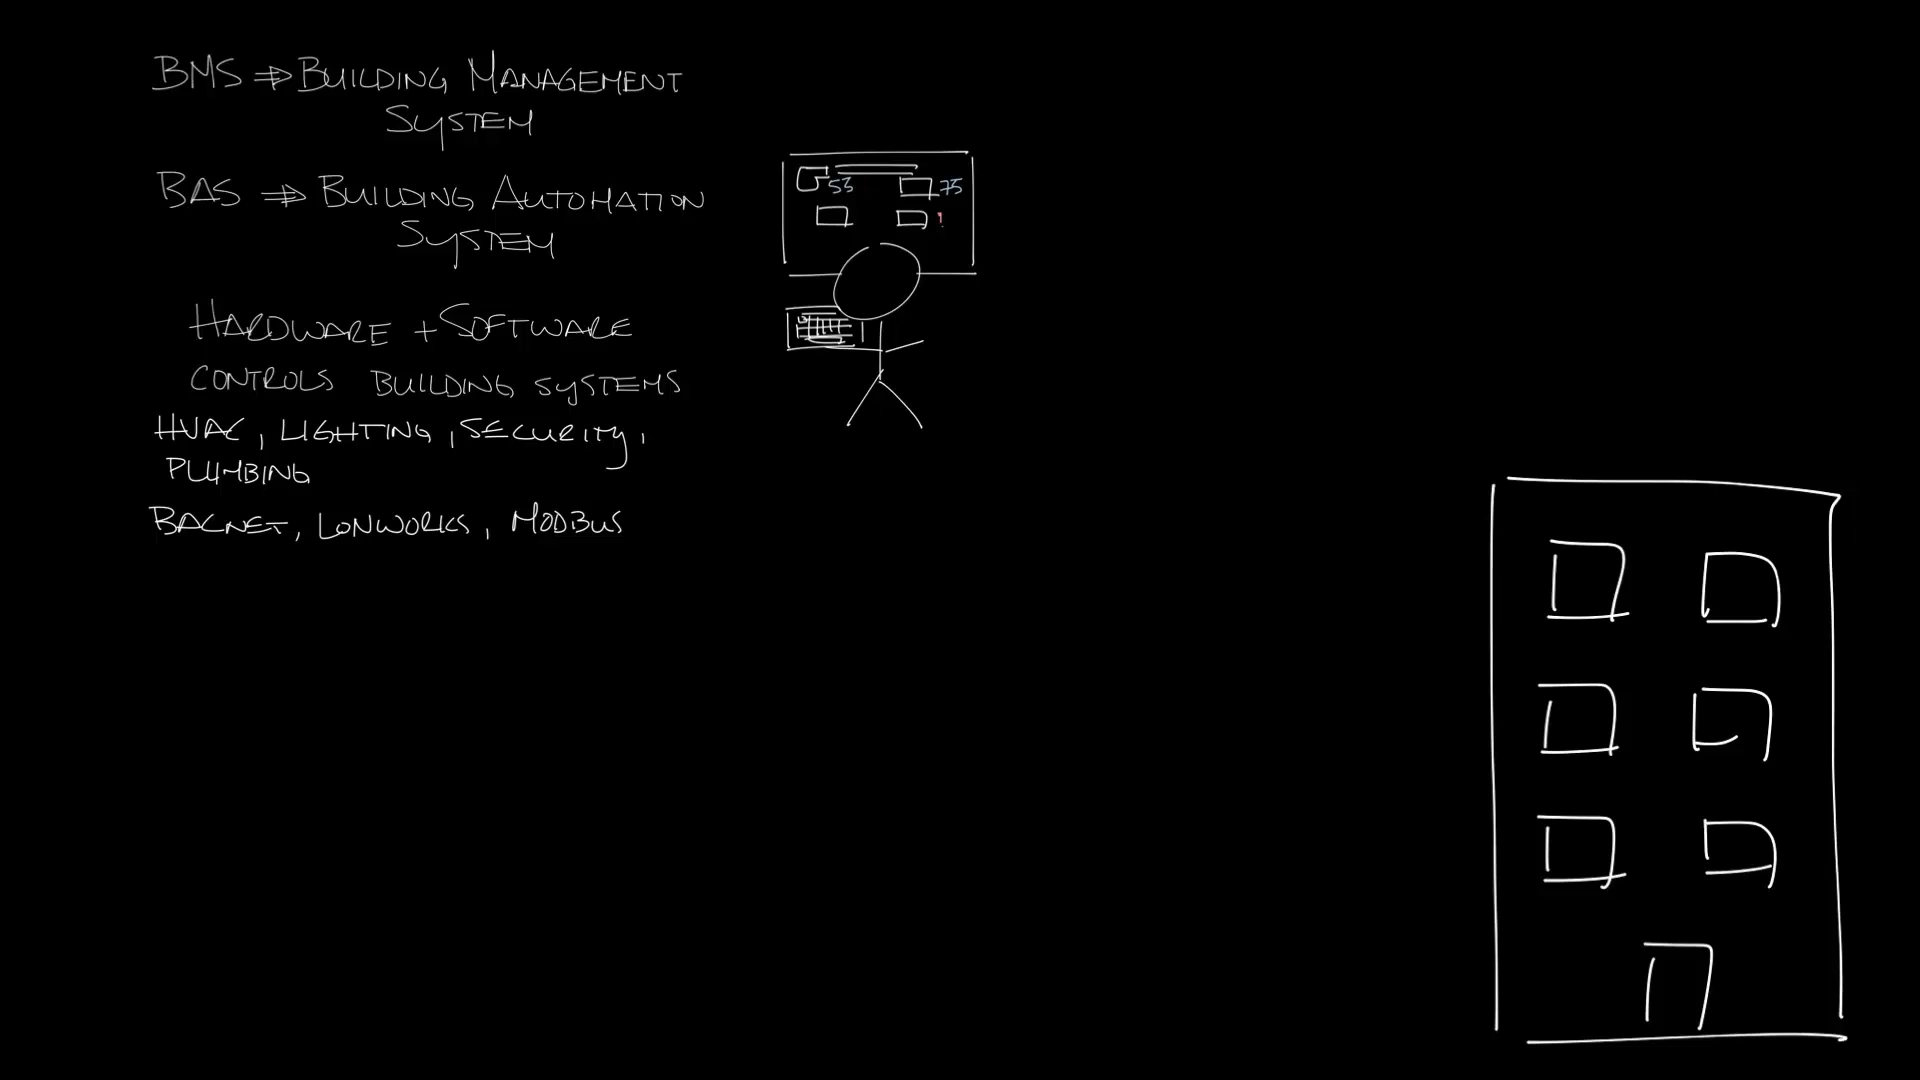 BMS ⇒ BUILDING MANAGEMENT
SYSTEM
BAS ⇒ BUILDING AUTOMATION
SYSTEM
HARDWARE + SOFTWARE
CONTROLS BUILDING SYSTEMS
HVAC, LIGHTING, SECURITY,
PLUMBING
BACNET, LONWORKS, MODBUS
53 75
!